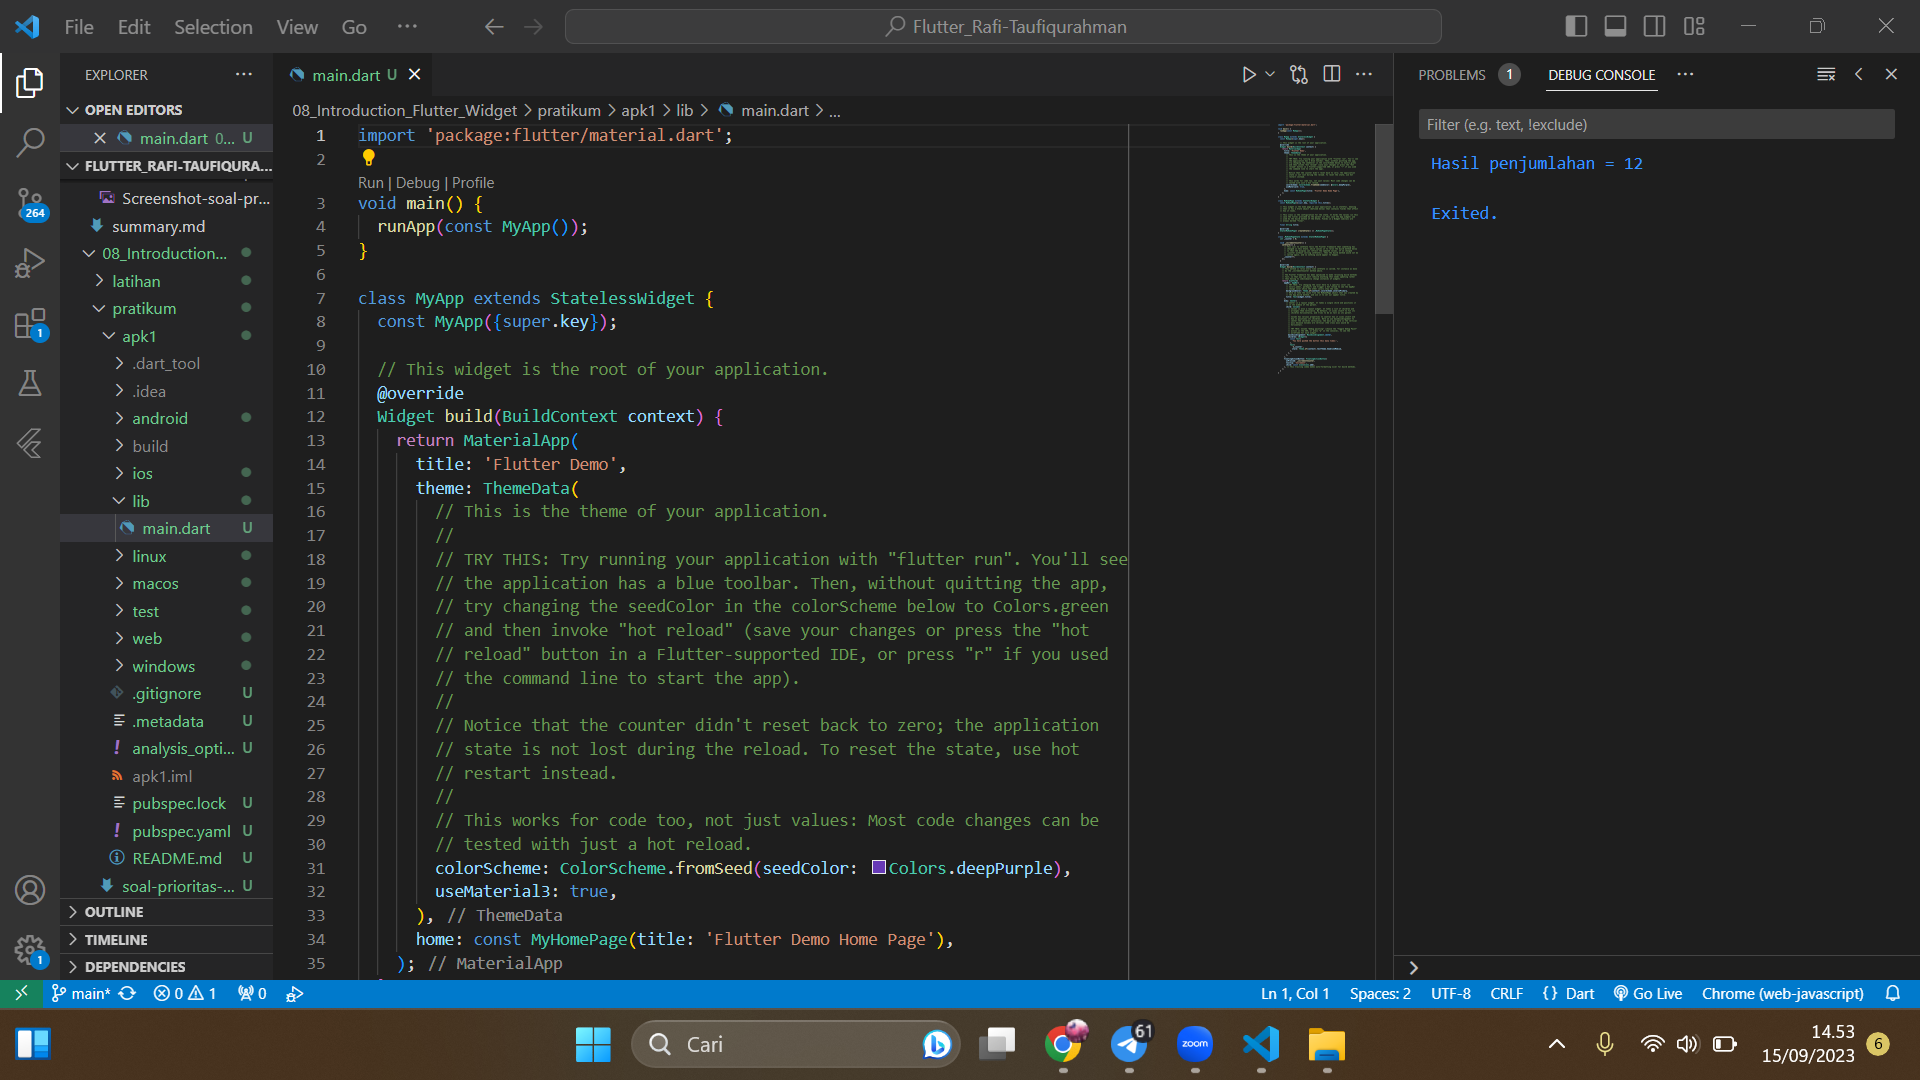 File Edit Selection View Go ...
Flutter_Rafi-Taufiqurahman
EXPLORER
OPEN EDITORS
main.dart 0... U
FLUTTER_RAFI-TAUFIQURA...
Screenshot-soal-pr...
264
summary.md
08_Introduction...
latihan
pratikum
1
apk1
.dart_tool
.idea
android
build
ios
lib
main.dart U
linux
macos
test
web
windows
.gitignore U
.metadata U
analysis_opti... U
apk1.iml
pubspec.lock U
pubspec.yaml U
README.md U
soal-prioritas-... U
OUTLINE
TIMELINE
1
DEPENDENCIES
main.dart U
08_Introduction_Flutter_Widget > pratikum > apk1 > lib > main.dart > ...
1 import 'package:flutter/material.dart';
2
Run | Debug | Profile
3 void main() {
4 runApp(const MyApp());
5 }
6
7 class MyApp extends StatelessWidget {
8 const MyApp({super.key});
9
10 // This widget is the root of your application.
11 @override
12 Widget build(BuildContext context) {
13 return MaterialApp(
14 title: 'Flutter Demo',
15 theme: ThemeData(
16 // This is the theme of your application.
17 //
18 // TRY THIS: Try running your application with "flutter run". You'll see
19 // the application has a blue toolbar. Then, without quitting the app,
20 // try changing the seedColor in the colorScheme below to Colors.green
21 // and then invoke "hot reload" (save your changes or press the "hot
22 // reload" button in a Flutter-supported IDE, or press "r" if you used
23 // the command line to start the app).
24 //
25 // Notice that the counter didn't reset back to zero; the application
26 // state is not lost during the reload. To reset the state, use hot
27 // restart instead.
28 //
29 // This works for code too, not just values: Most code changes can be
30 // tested with just a hot reload.
31 colorScheme: ColorScheme.fromSeed(seedColor: Colors.deepPurple),
32 useMaterial3: true,
33 ), // ThemeData
34 home: const MyHomePage(title: 'Flutter Demo Home Page'),
35 ); // MaterialApp
PROBLEMS 1 DEBUG CONSOLE ...
Filter (e.g. text, !exclude)
Hasil penjumlahan = 12
Exited.
main* 0 1 0
Ln 1, Col 1 Spaces: 2 UTF-8 CRLF {} Dart Go Live Chrome (web-javascript)
Cari
61
zoom
14.53
15/09/2023
6